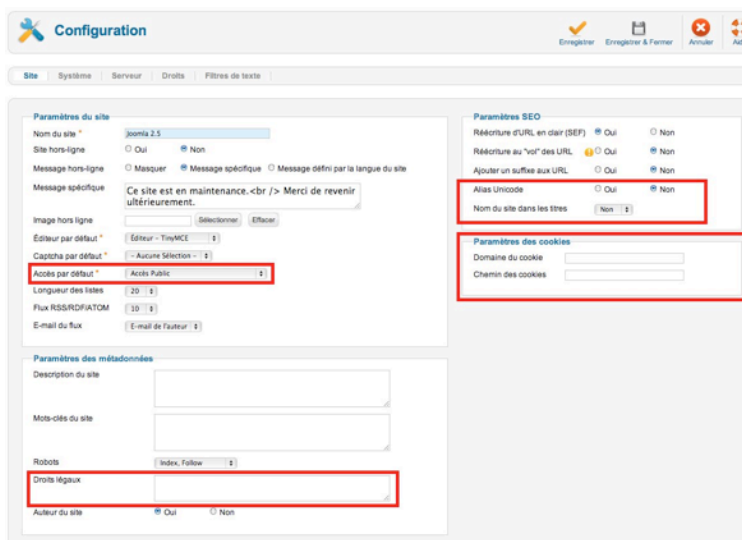 Configuration
Enregistrer Enregistrer & Fermer Annuler
Site Système Serveur Droits Filtres de texte
Paramètres du site
Nom du site * Joomla 2.5
Site hors-ligne Oui Non
Message hors-ligne Masquer Message spécifique Message défini par la langue du site
Message spécifique Ce site est en maintenance.<br /> Merci de revenir
ultérieurement.
Image hors ligne Sélectionner Effacer
Éditeur par défaut * Éditeur - TinyMCE
Captcha par défaut * - Aucune Sélection -
Accès par défaut * Accès Public
Longueur des listes 20
Flux RSS/RDF/ATOM 10
E-mail du flux E-mail de l'auteur
Paramètres des métadonnées
Description du site
Mots-clés du site
Robots Index, Follow
Droits légaux
Auteur du site Oui Non
Paramètres SEO
Réécriture d'URL en clair (SEF) Oui Non
Réécriture au "vol" des URL Oui Non
Ajouter un suffixe aux URL Oui Non
Alias Unicode Oui Non
Nom du site dans les titres Non
Paramètres des cookies
Domaine du cookie
Chemin des cookies